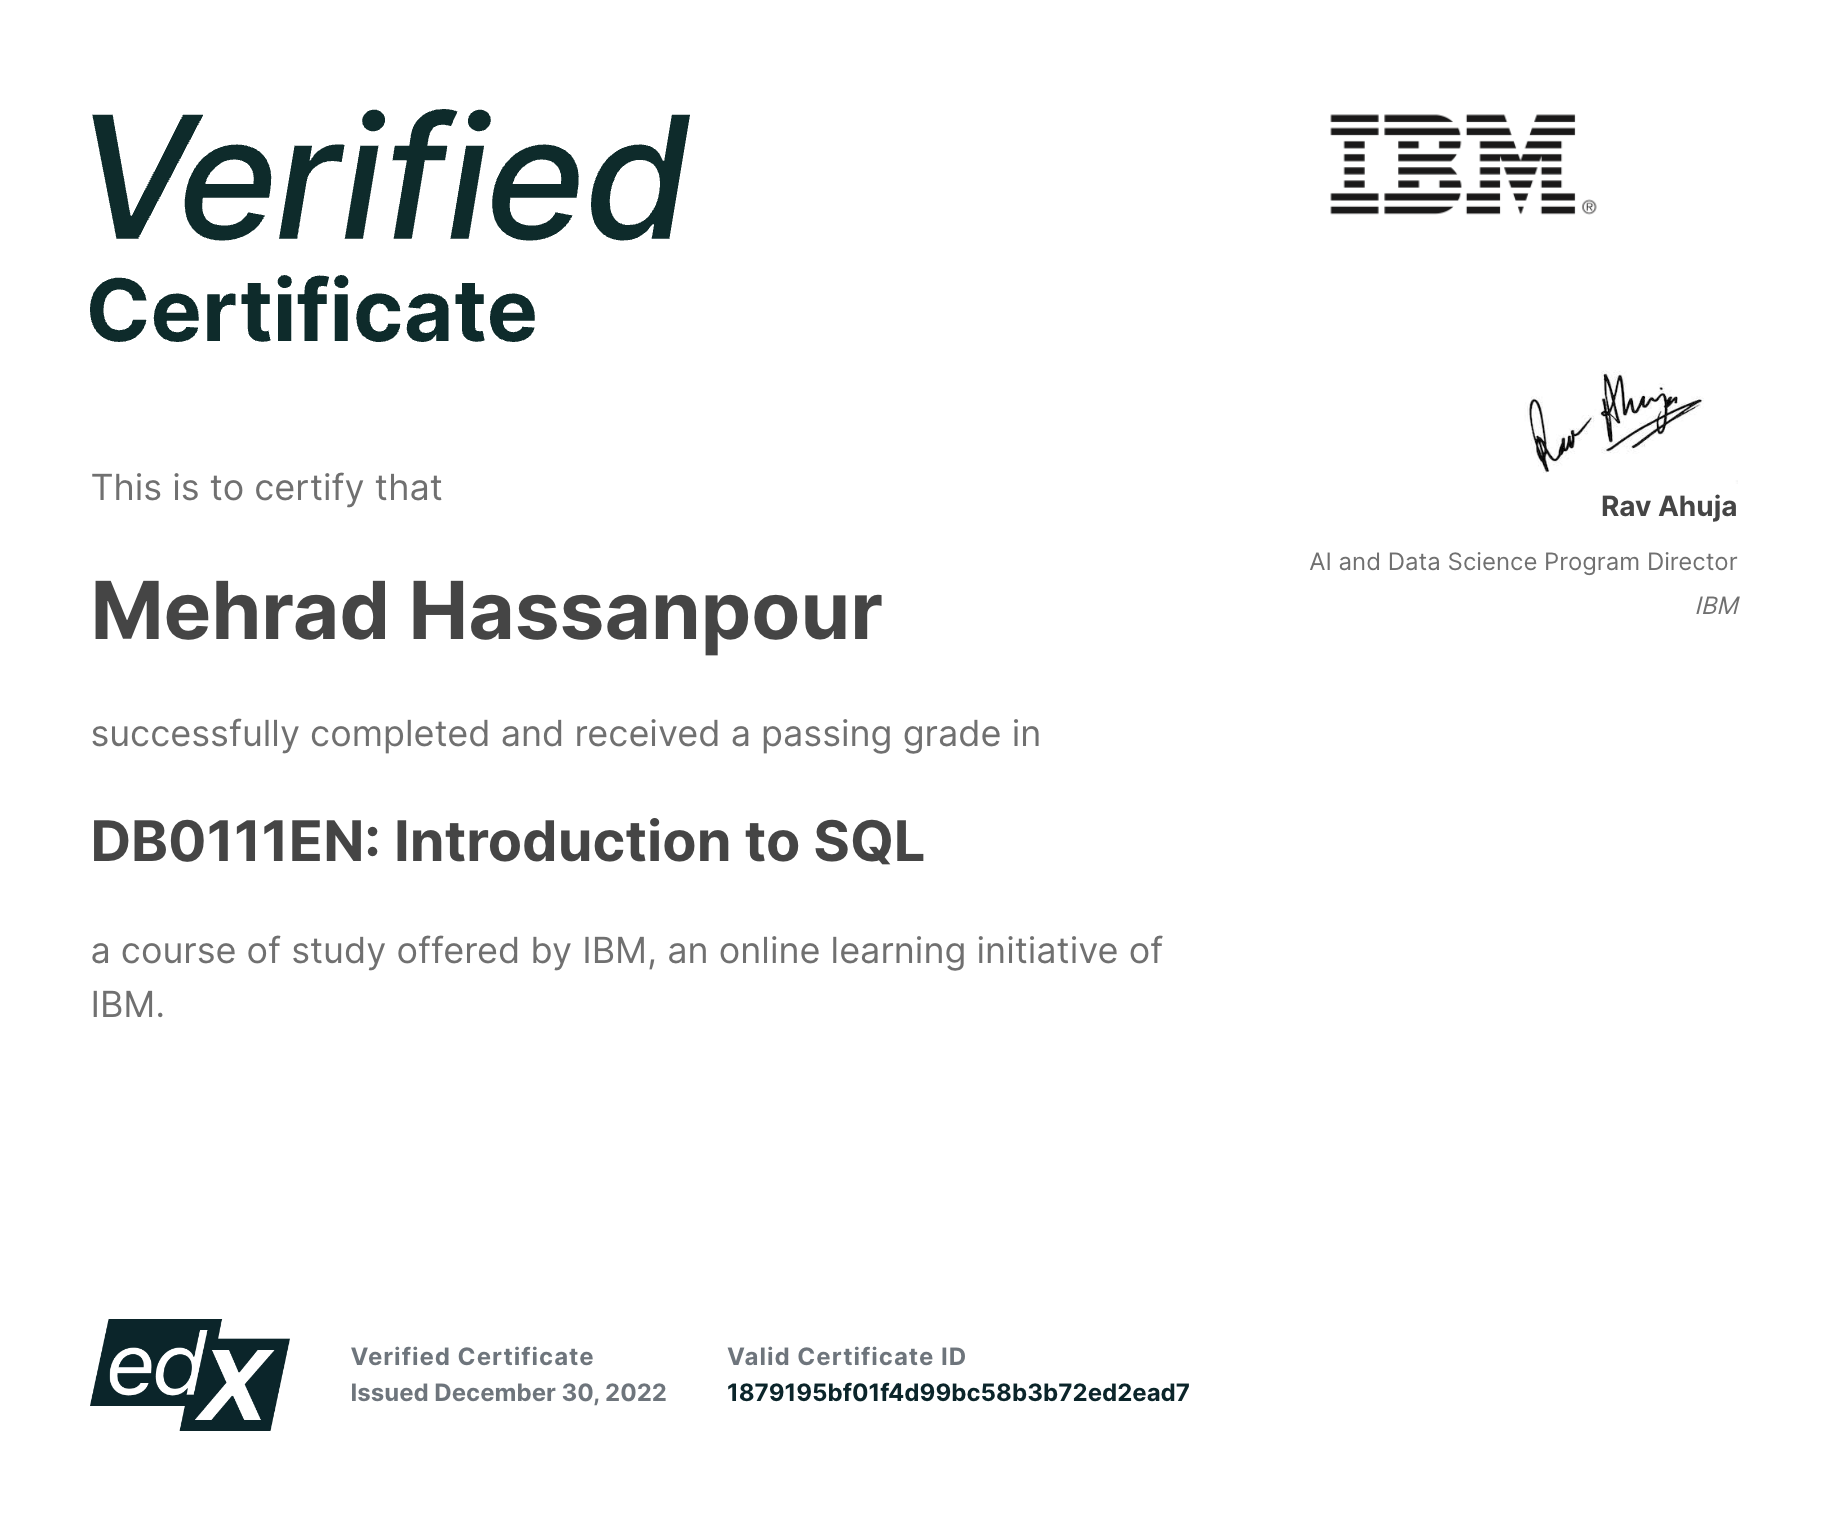 Verified
Certificate
IBM®
This is to certify that
Mehrad Hassanpour
successfully completed and received a passing grade in
DB0111EN: Introduction to SQL
a course of study offered by IBM, an online learning initiative of
IBM.
Rav Ahuja
Rav Ahuja
AI and Data Science Program Director
IBM
edX
Verified Certificate
Issued December 30, 2022
Valid Certificate ID
1879195bf01f4d99bc58b3b72ed2ead7